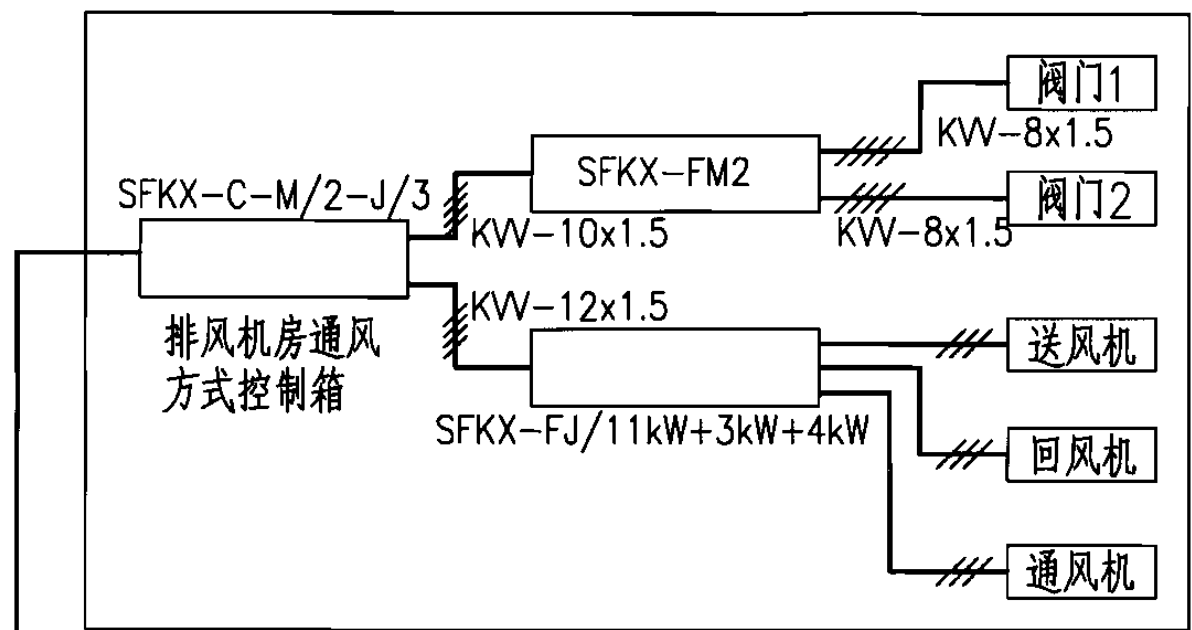 阀门1
KVV-8x1.5
SFKX-FM2
SFKX-C-M/2-J/3
阀门2
KVV-10x1.5
KVV-8x1.5
KVV-12x1.5
排风机房通风
方式控制箱
送风机
SFKX-FJ/11kW+3kW+4kW
回风机
通风机